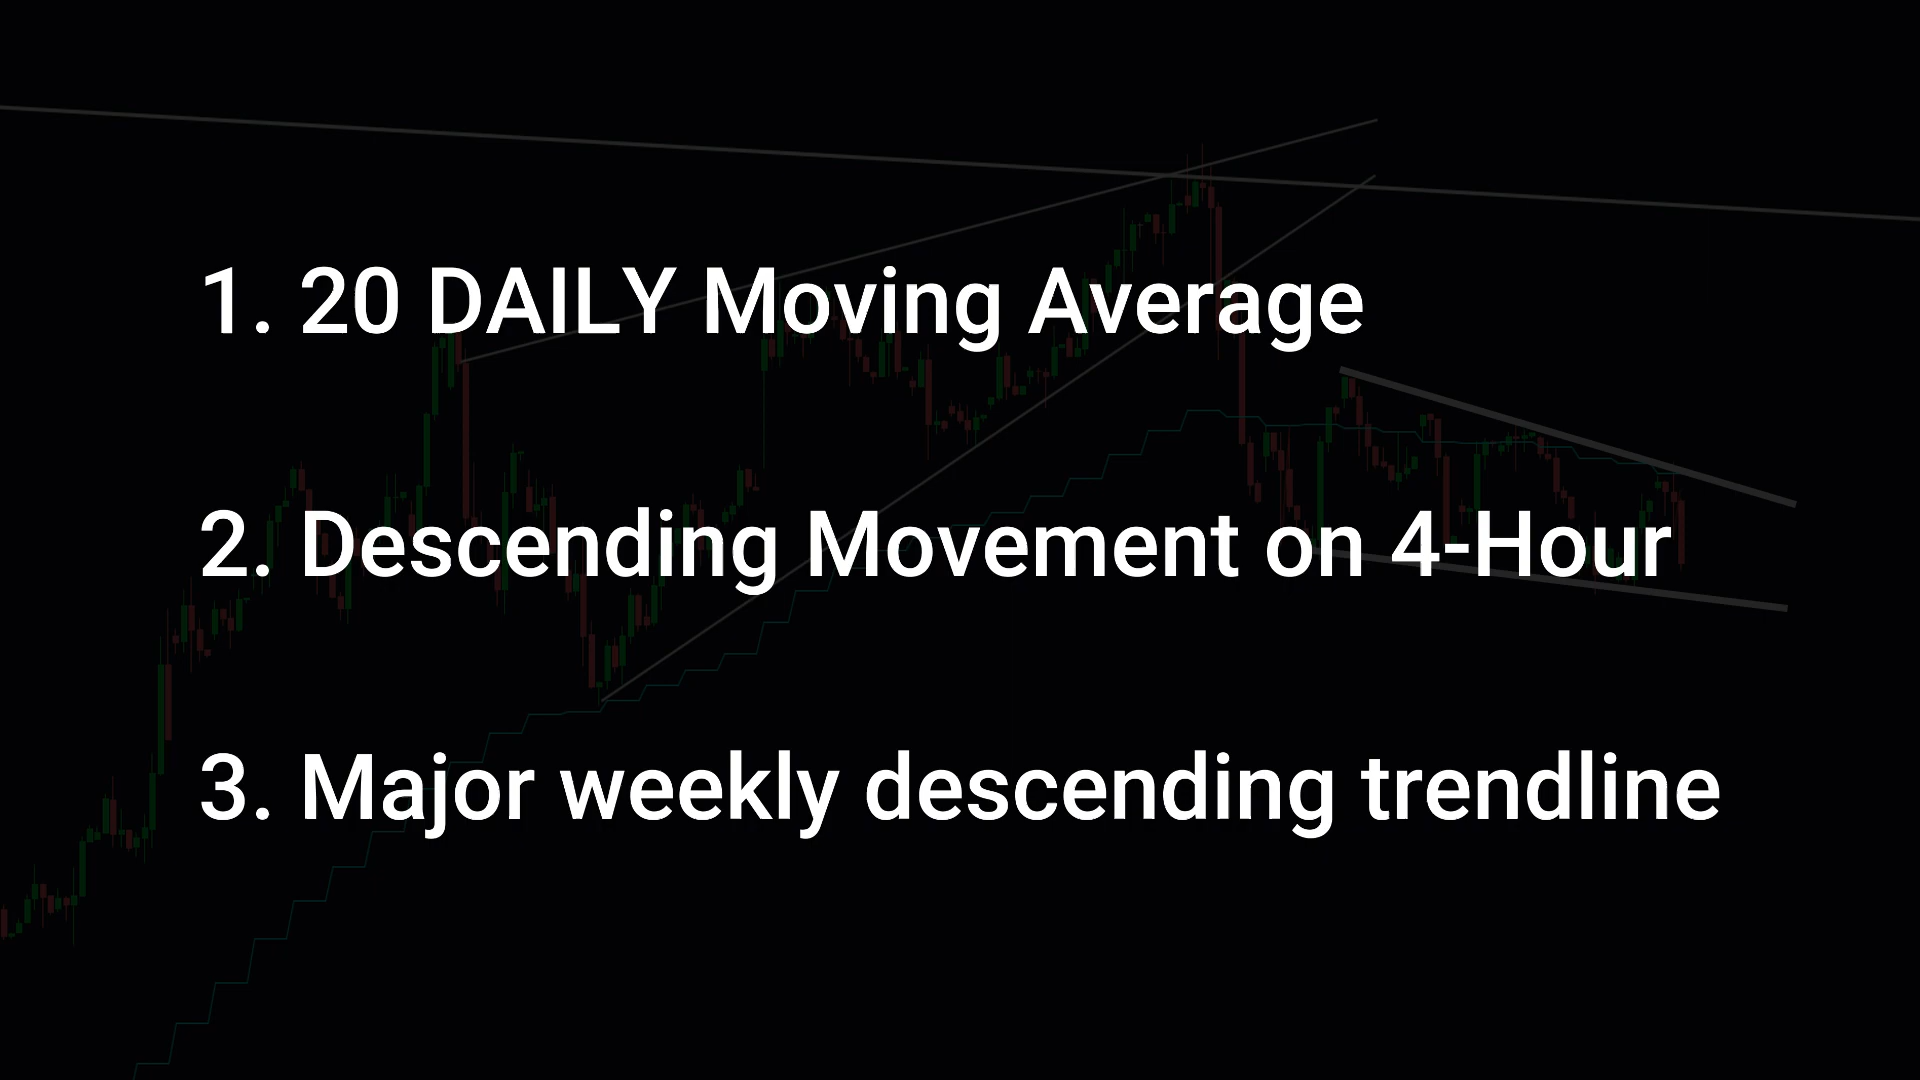 1. 20 DAILY Moving Average
2. Descending Movement on 4-Hour
3. Major weekly descending trendline